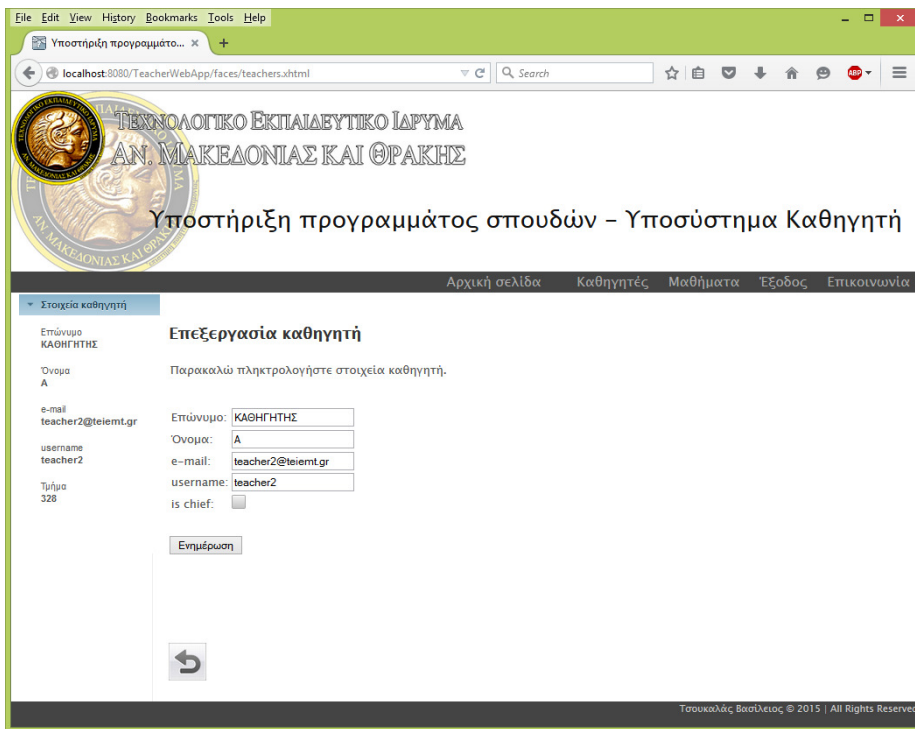 File Edit View History Bookmarks Tools Help
Υποστήριξη προγραμμάτο... × +
localhost:8080/TeacherWebApp/faces/teachers.xhtml Search ABP
ΤΕΧΝΟΛΟΓΙΚΟ ΕΚΠΑΙΔΕΥΤΙΚΟ ΙΔΡΥΜΑ
ΑΝ. ΜΑΚΕΔΟΝΙΑΣ ΚΑΙ ΘΡΑΚΗΣ
Υποστήριξη προγραμμάτος σπουδών – Υποσύστημα Καθηγητή
Αρχική σελίδα Καθηγητές Μαθήματα Έξοδος Επικοινωνία
Στοιχεία καθηγητή
Επώνυμο
ΚΑΘΗΓΗΤΗΣ
Όνομα
Α
e-mail
teacher2@teiemt.gr
username
teacher2
Τμήμα
328
Επεξεργασία καθηγητή
Παρακαλώ πληκτρολογήστε στοιχεία καθηγητή.
Επώνυμο: ΚΑΘΗΓΗΤΗΣ
Όνομα: Α
e-mail: teacher2@teiemt.gr
username: teacher2
is chief:
Ενημέρωση
Τσουκαλάς Βασίλειος © 2015 | All Rights Reserved